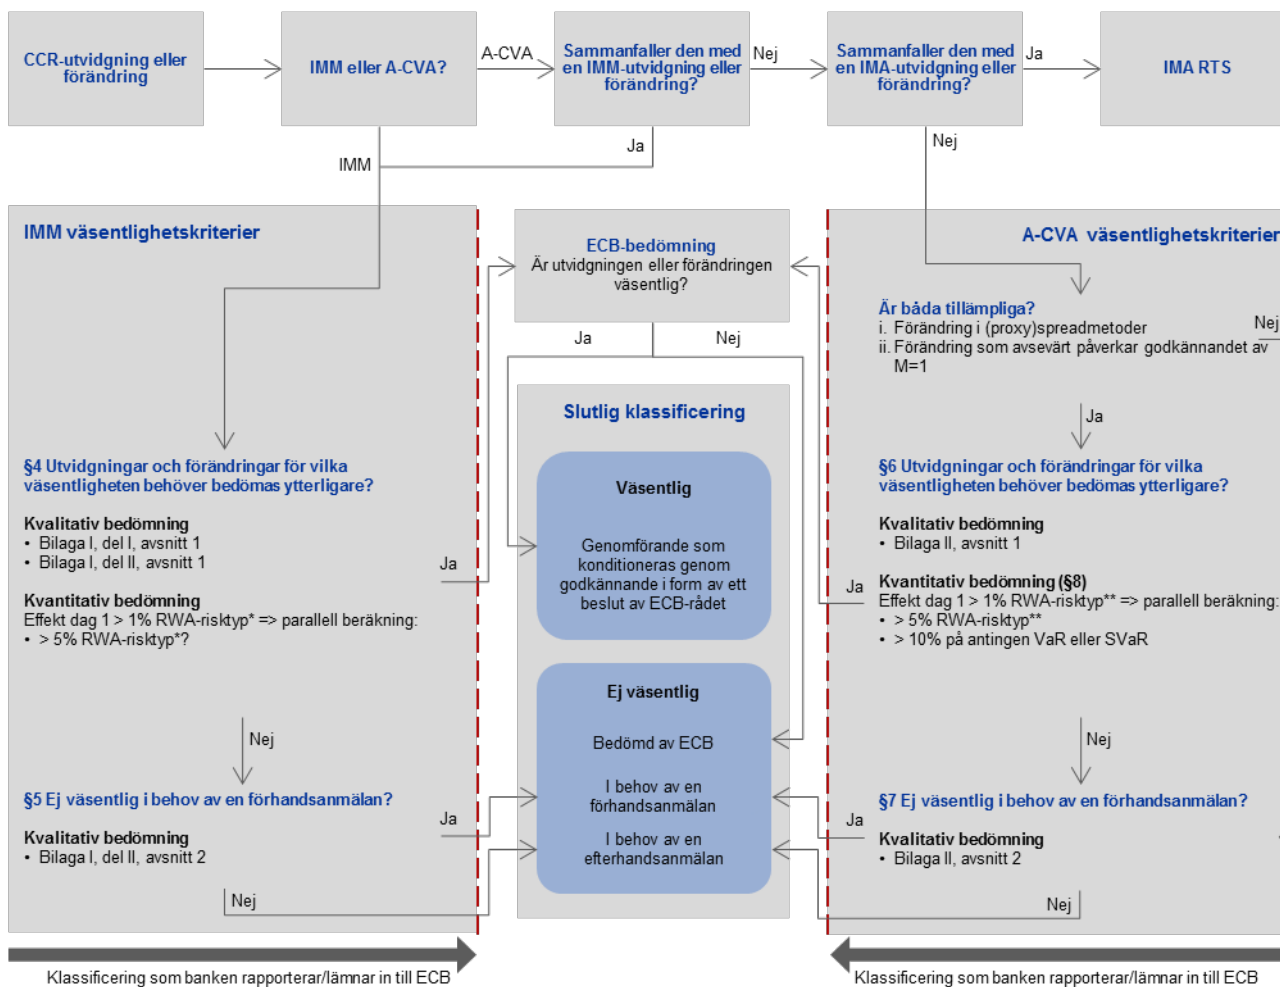 CCR-utvidgning eller
förändring
IMM eller A-CVA?
A-CVA
Sammanfaller den med
en IMM-utvidgning eller
förändring?
Nej
Sammanfaller den med
en IMA-utvidgning eller
förändring?
Ja
IMA RTS
IMM
Ja
Nej
IMM väsentlighetskriterier
§4 Utvidgningar och förändringar för vilka
väsentligheten behöver bedömas ytterligare?
Kvalitativ bedömning
• Bilaga I, del I, avsnitt 1
• Bilaga I, del II, avsnitt 1
Kvantitativ bedömning
Effekt dag 1 > 1% RWA-risktyp* => parallell beräkning:
• > 5% RWA-risktyp*?
Ja
Nej
§5 Ej väsentlig i behov av en förhandsanmälan?
Kvalitativ bedömning
• Bilaga I, del II, avsnitt 2
Ja
Nej
ECB-bedömning
Är utvidgningen eller förändringen
väsentlig?
Ja
Nej
Slutlig klassificering
Väsentlig
Genomförande som
konditioneras genom
godkännande i form av ett
beslut av ECB-rådet
Ej väsentlig
Bedömd av ECB
I behov av en
förhandsanmälan
I behov av en
efterhandsanmälan
A-CVA väsentlighetskriterier
Är båda tillämpliga?
i. Förändring i (proxy)spreadmetoder
ii. Förändring som avsevärt påverkar godkännandet av
M=1
Nej
Ja
§6 Utvidgningar och förändringar för vilka
väsentligheten behöver bedömas ytterligare?
Kvalitativ bedömning
• Bilaga II, avsnitt 1
Kvantitativ bedömning (§8)
Effekt dag 1 > 1% RWA-risktyp** => parallell beräkning:
• > 5% RWA-risktyp**
• > 10% på antingen VaR eller SVaR
Ja
Nej
§7 Ej väsentlig i behov av en förhandsanmälan?
Kvalitativ bedömning
• Bilaga II, avsnitt 2
Ja
Nej
Klassificering som banken rapporterar/lämnar in till ECB
Klassificering som banken rapporterar/lämnar in till ECB